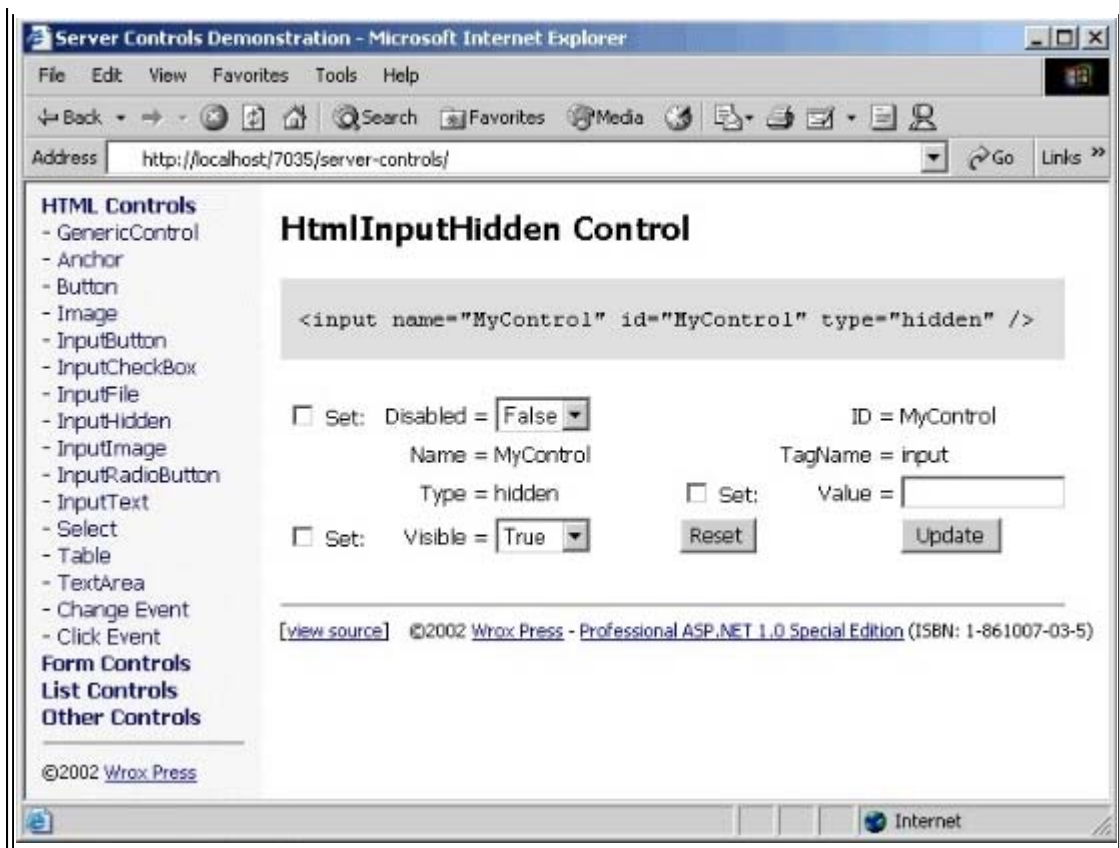 Server Controls Demonstration - Microsoft Internet Explorer
File Edit View Favorites Tools Help
Back Search Favorites Media
Address http://localhost/7035/server-controls/ Go Links »
HTML Controls
- GenericControl
- Anchor
- Button
- Image
- InputButton
- InputCheckBox
- InputFile
- InputHidden
- InputImage
- InputRadioButton
- InputText
- Select
- Table
- TextArea
- Change Event
- Click Event
Form Controls
List Controls
Other Controls
©2002 Wrox Press
HtmlInputHidden Control
<input name="MyControl" id="MyControl" type="hidden" />
Set: Disabled = False ID = MyControl
Name = MyControl TagName = input
Type = hidden Set: Value =
Set: Visible = True Reset Update
[view source] ©2002 Wrox Press - Professional ASP.NET 1.0 Special Edition (ISBN: 1-861007-03-5)
Internet